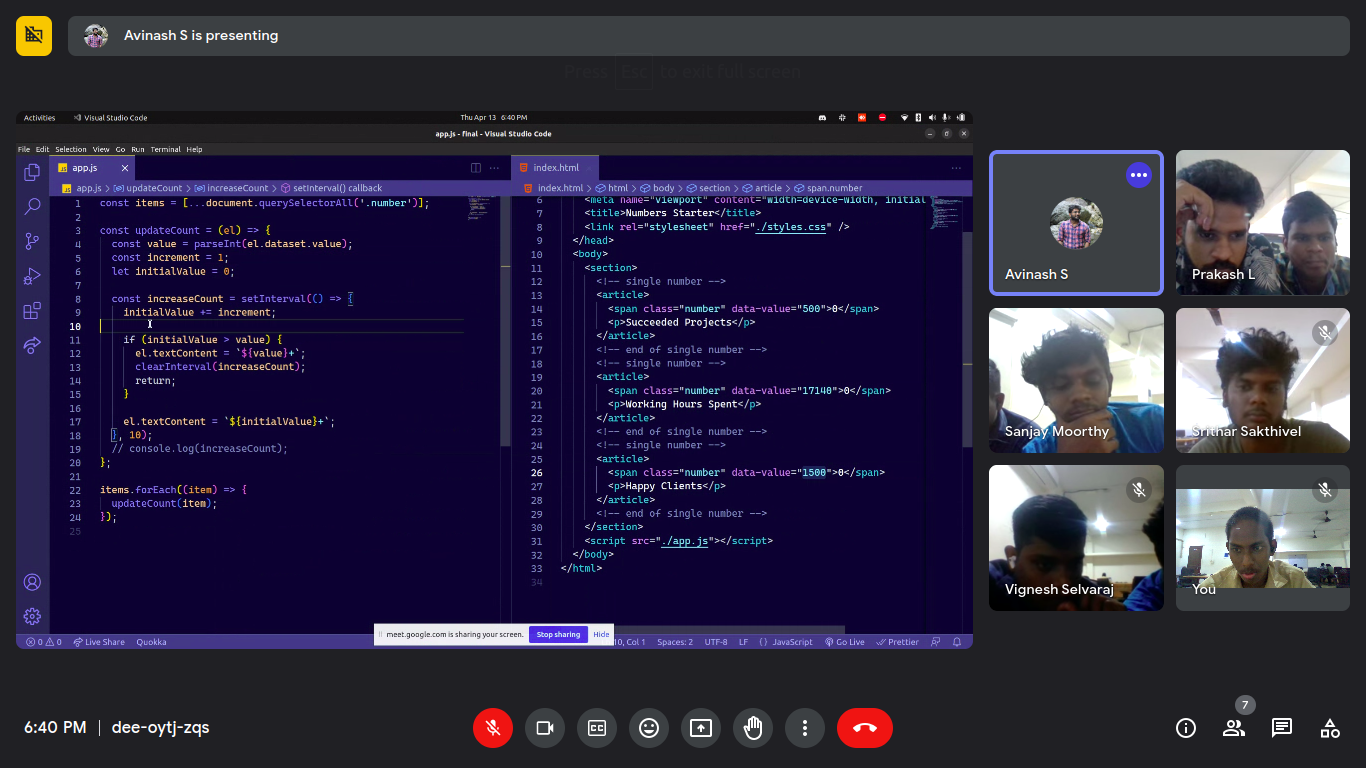 Avinash S is presenting
Press Esc to exit full screen
Activities
Visual Studio Code
Thu Apr 13 6:40 PM
app.js - final - Visual Studio Code
File Edit Selection View Go Run Terminal Help
app.js
app.js > updateCount > increaseCount > setInterval() callback
1 const items = [...document.querySelectorAll('.number')];
2
3 const updateCount = (el) => {
4 const value = parseInt(el.dataset.value);
5 const increment = 1;
6 let initialValue = 0;
7
8 const increaseCount = setInterval(() => {
9 initialValue += increment;
10
11 if (initialValue > value) {
12 el.textContent = `${value}+`;
13 clearInterval(increaseCount);
14 return;
15 }
16
17 el.textContent = `${initialValue}+`;
18 }, 10);
19 // console.log(increaseCount);
20 };
21
22 items.forEach((item) => {
23 updateCount(item);
24 });
25
index.html
index.html > html > body > section > article > span.number
6 <meta name="viewport" content="width=device-width, initial
7 <title>Numbers Starter</title>
8 <link rel="stylesheet" href="./styles.css" />
9 </head>
10 <body>
11 <section>
12 <!-- single number -->
13 <article>
14 <span class="number" data-value="500">0</span>
15 <p>Succeeded Projects</p>
16 </article>
17 <!-- end of single number -->
18 <!-- single number -->
19 <article>
20 <span class="number" data-value="17140">0</span>
21 <p>Working Hours Spent</p>
22 </article>
23 <!-- end of single number -->
24 <!-- single number -->
25 <article>
26 <span class="number" data-value="1500">0</span>
27 <p>Happy Clients</p>
28 </article>
29 <!-- end of single number -->
30 </section>
31 <script src="./app.js"></script>
32 </body>
33 </html>
34
0 0 Live Share Quokka
meet.google.com is sharing your screen. Stop sharing Hide
10, Col 1 Spaces: 2 UTF-8 LF {} JavaScript Go Live Prettier
Avinash S
Prakash L
Sanjay Moorthy
Srithar Sakthivel
Vignesh Selvaraj
You
6:40 PM | dee-oytj-zqs
7